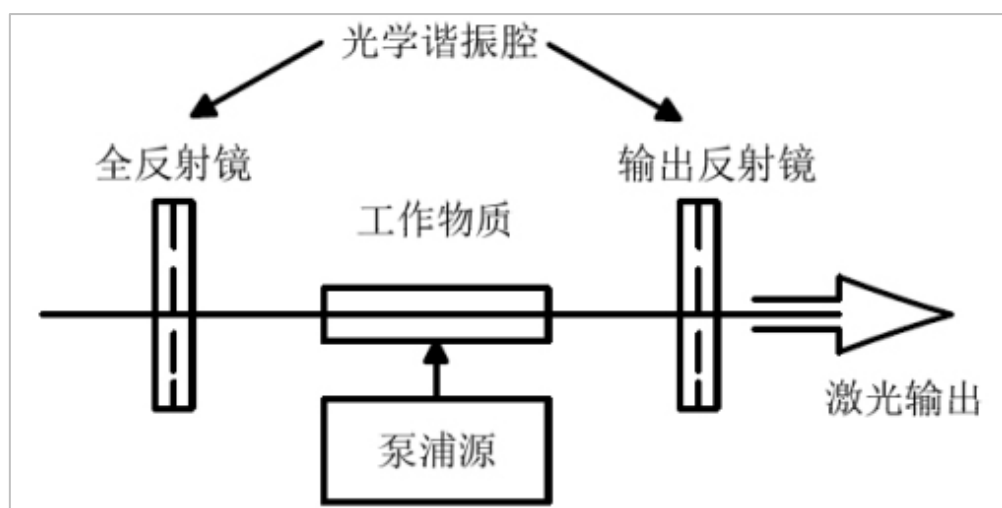 光学谐振腔
全反射镜
输出反射镜
工作物质
激光输出
泵浦源